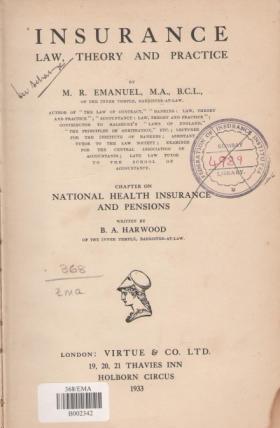 INSURANCE
LAW, THEORY AND PRACTICE
BY
M. R. EMANUEL, M.A., B.C.L.,
OF THE INNER TEMPLE, BARRISTER-AT-LAW.
AUTHOR OF "THE LAW OF CONTRACT," "BANKING: LAW, THEORY
AND PRACTICE"; "ACCOUNTANCY: LAW, THEORY AND PRACTICE";
CONTRIBUTOR TO HALSBURY'S "LAWS OF ENGLAND,"
"THE PRINCIPLES OF ARBITRATION," ETC.; LECTURER
FOR THE INSTITUTE OF BANKERS; ASSISTANT
TUTOR TO THE LAW SOCIETY; EXAMINER
FOR THE CENTRAL ASSOCIATION OF
ACCOUNTANTS; LATE LAW TUTOR
TO THE SCHOOL OF
ACCOUNTANCY.
FEDERATION OF INSURANCE INSTITUTES
BOMBAY
4939
LIBRARY.
CHAPTER ON
NATIONAL HEALTH INSURANCE
AND PENSIONS
WRITTEN BY
B. A. HARWOOD
OF THE INNER TEMPLE, BARRISTER-AT-LAW.
368
EMA
LONDON: VIRTUE & CO. LTD.
19, 20, 21 THAVIES INN
HOLBORN CIRCUS
1933
368/EMA
B002342